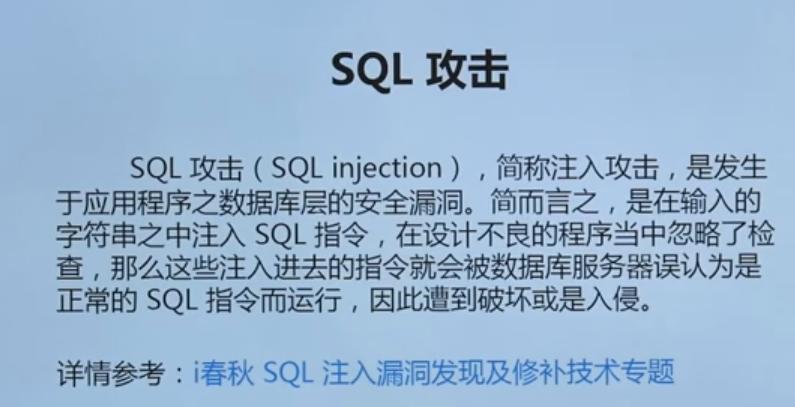 SQL 攻击
SQL 攻击（SQL injection），简称注入攻击，是发生
于应用程序之数据库层的安全漏洞。简而言之，是在输入的
字符串之中注入 SQL 指令，在设计不良的程序当中忽略了检
查，那么这些注入进去的指令就会被数据库服务器误认为是
正常的 SQL 指令而运行，因此遭到破坏或是入侵。
详情参考：i春秋 SQL 注入漏洞发现及修补技术专题